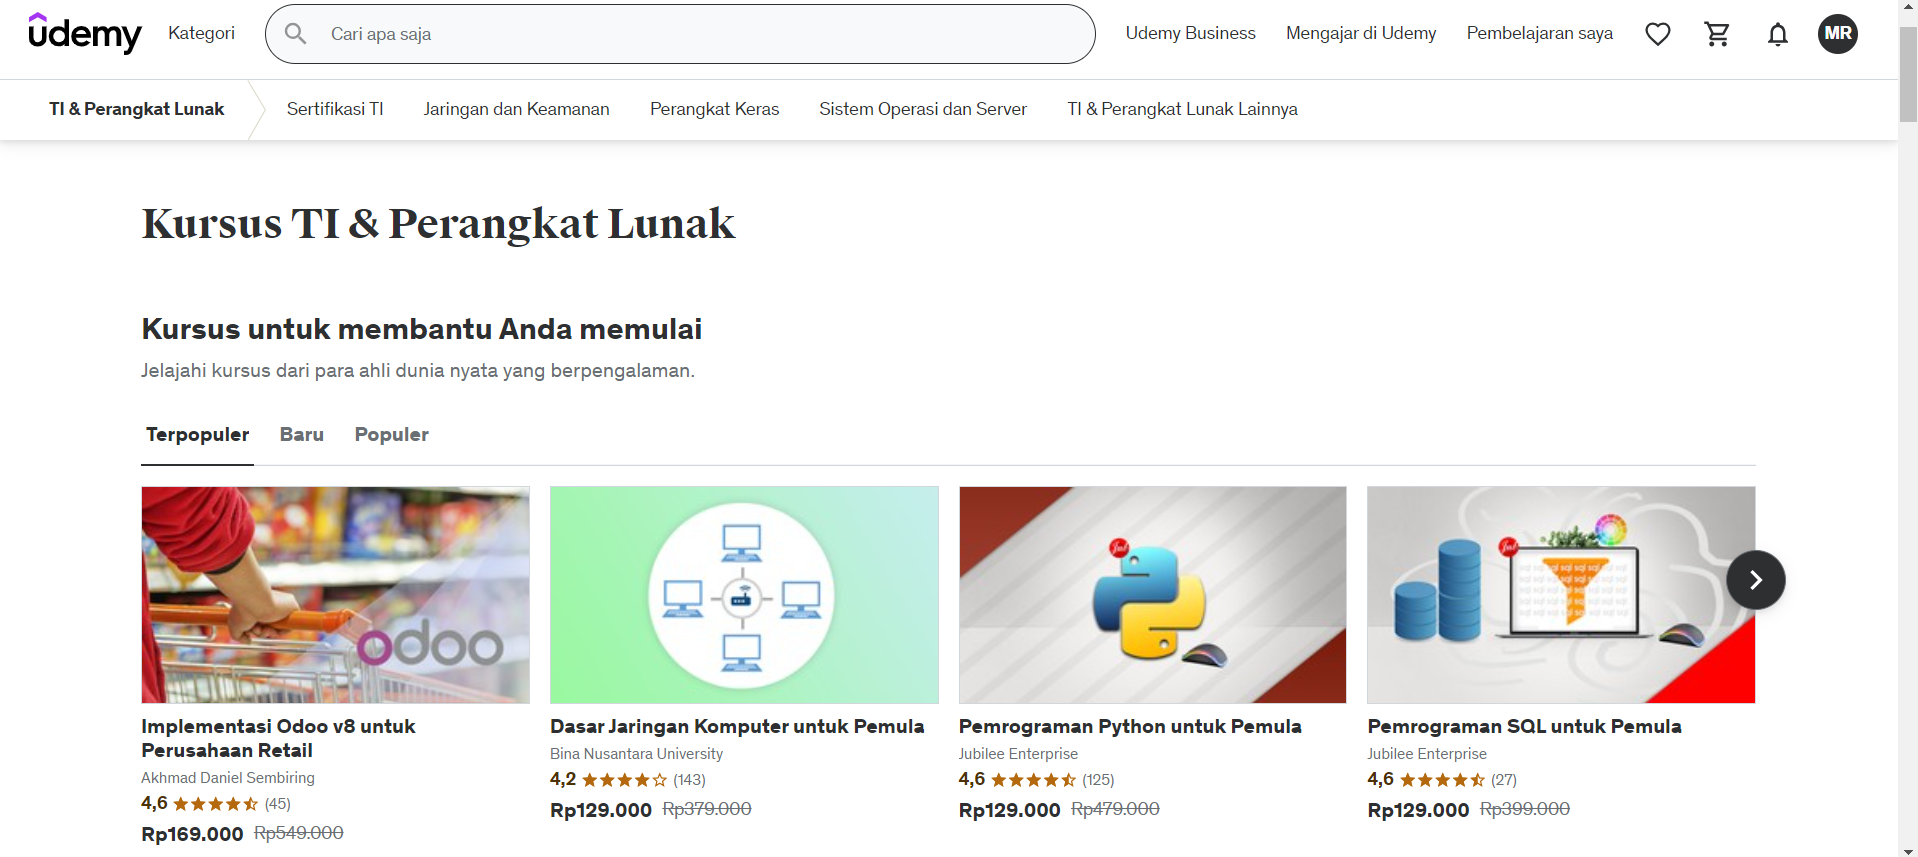 udemy
Kategori
Cari apa saja
Udemy Business
Mengajar di Udemy
Pembelajaran saya
MR
TI & Perangkat Lunak
Sertifikasi TI
Jaringan dan Keamanan
Perangkat Keras
Sistem Operasi dan Server
TI & Perangkat Lunak Lainnya
Kursus TI & Perangkat Lunak
Kursus untuk membantu Anda memulai
Jelajahi kursus dari para ahli dunia nyata yang berpengalaman.
Terpopuler
Baru
Populer
odoo
Implementasi Odoo v8 untuk
Perusahaan Retail
Akhmad Daniel Sembiring
4,6 (45)
Rp169.000 Rp549.000
Dasar Jaringan Komputer untuk Pemula
Bina Nusantara University
4,2 (143)
Rp129.000 Rp379.000
Pemrograman Python untuk Pemula
Jubilee Enterprise
4,6 (125)
Rp129.000 Rp479.000
Pemrograman SQL untuk Pemula
Jubilee Enterprise
4,6 (27)
Rp129.000 Rp399.000